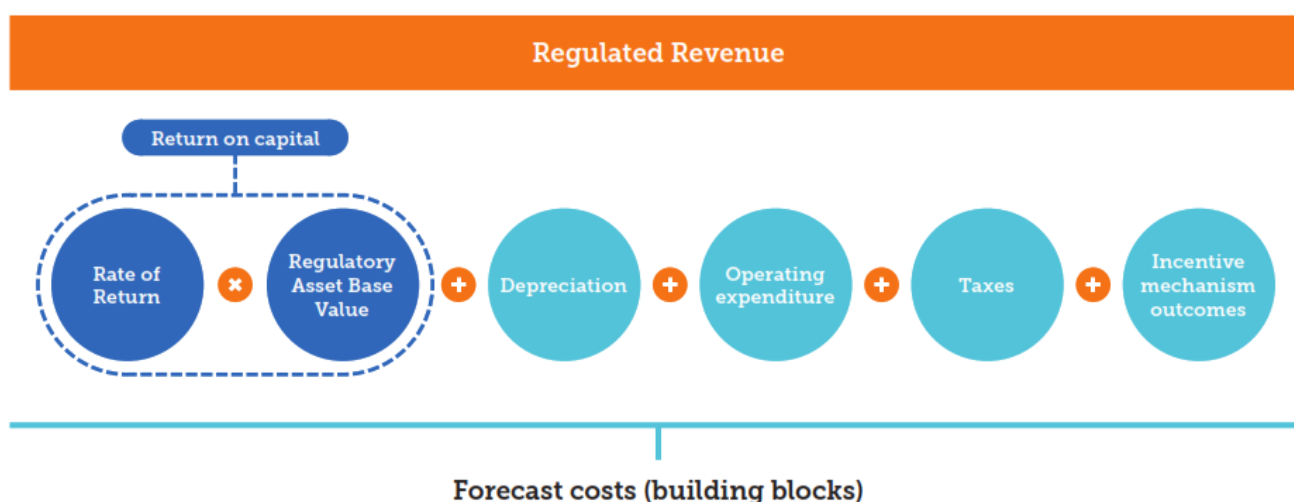 Regulated Revenue
Return on capital
Rate of
Return
Regulatory
Asset Base
Value
Depreciation
Operating
expenditure
Taxes
Incentive
mechanism
outcomes
Forecast costs (building blocks)